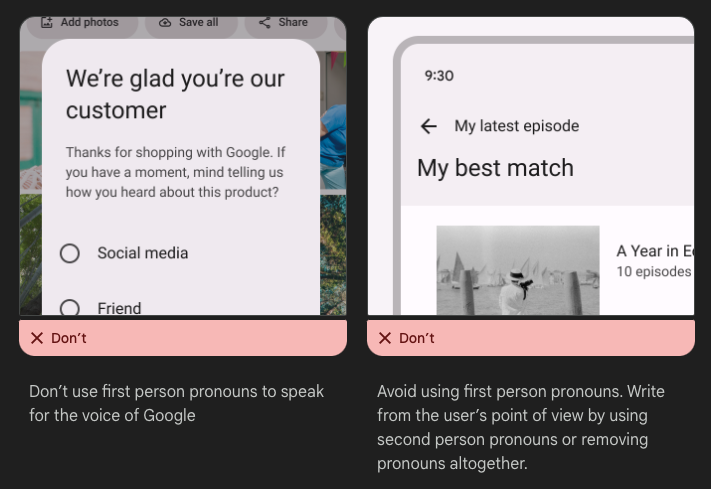 Add photos
Save all
Share
We’re glad you’re our
customer
Thanks for shopping with Google. If
you have a moment, mind telling us
how you heard about this product?
Social media
Friend
Don’t
Don’t use first person pronouns to speak
for the voice of Google
9:30
My latest episode
My best match
A Year in
10 episodes
Don’t
Avoid using first person pronouns. Write
from the user’s point of view by using
second person pronouns or removing
pronouns altogether.